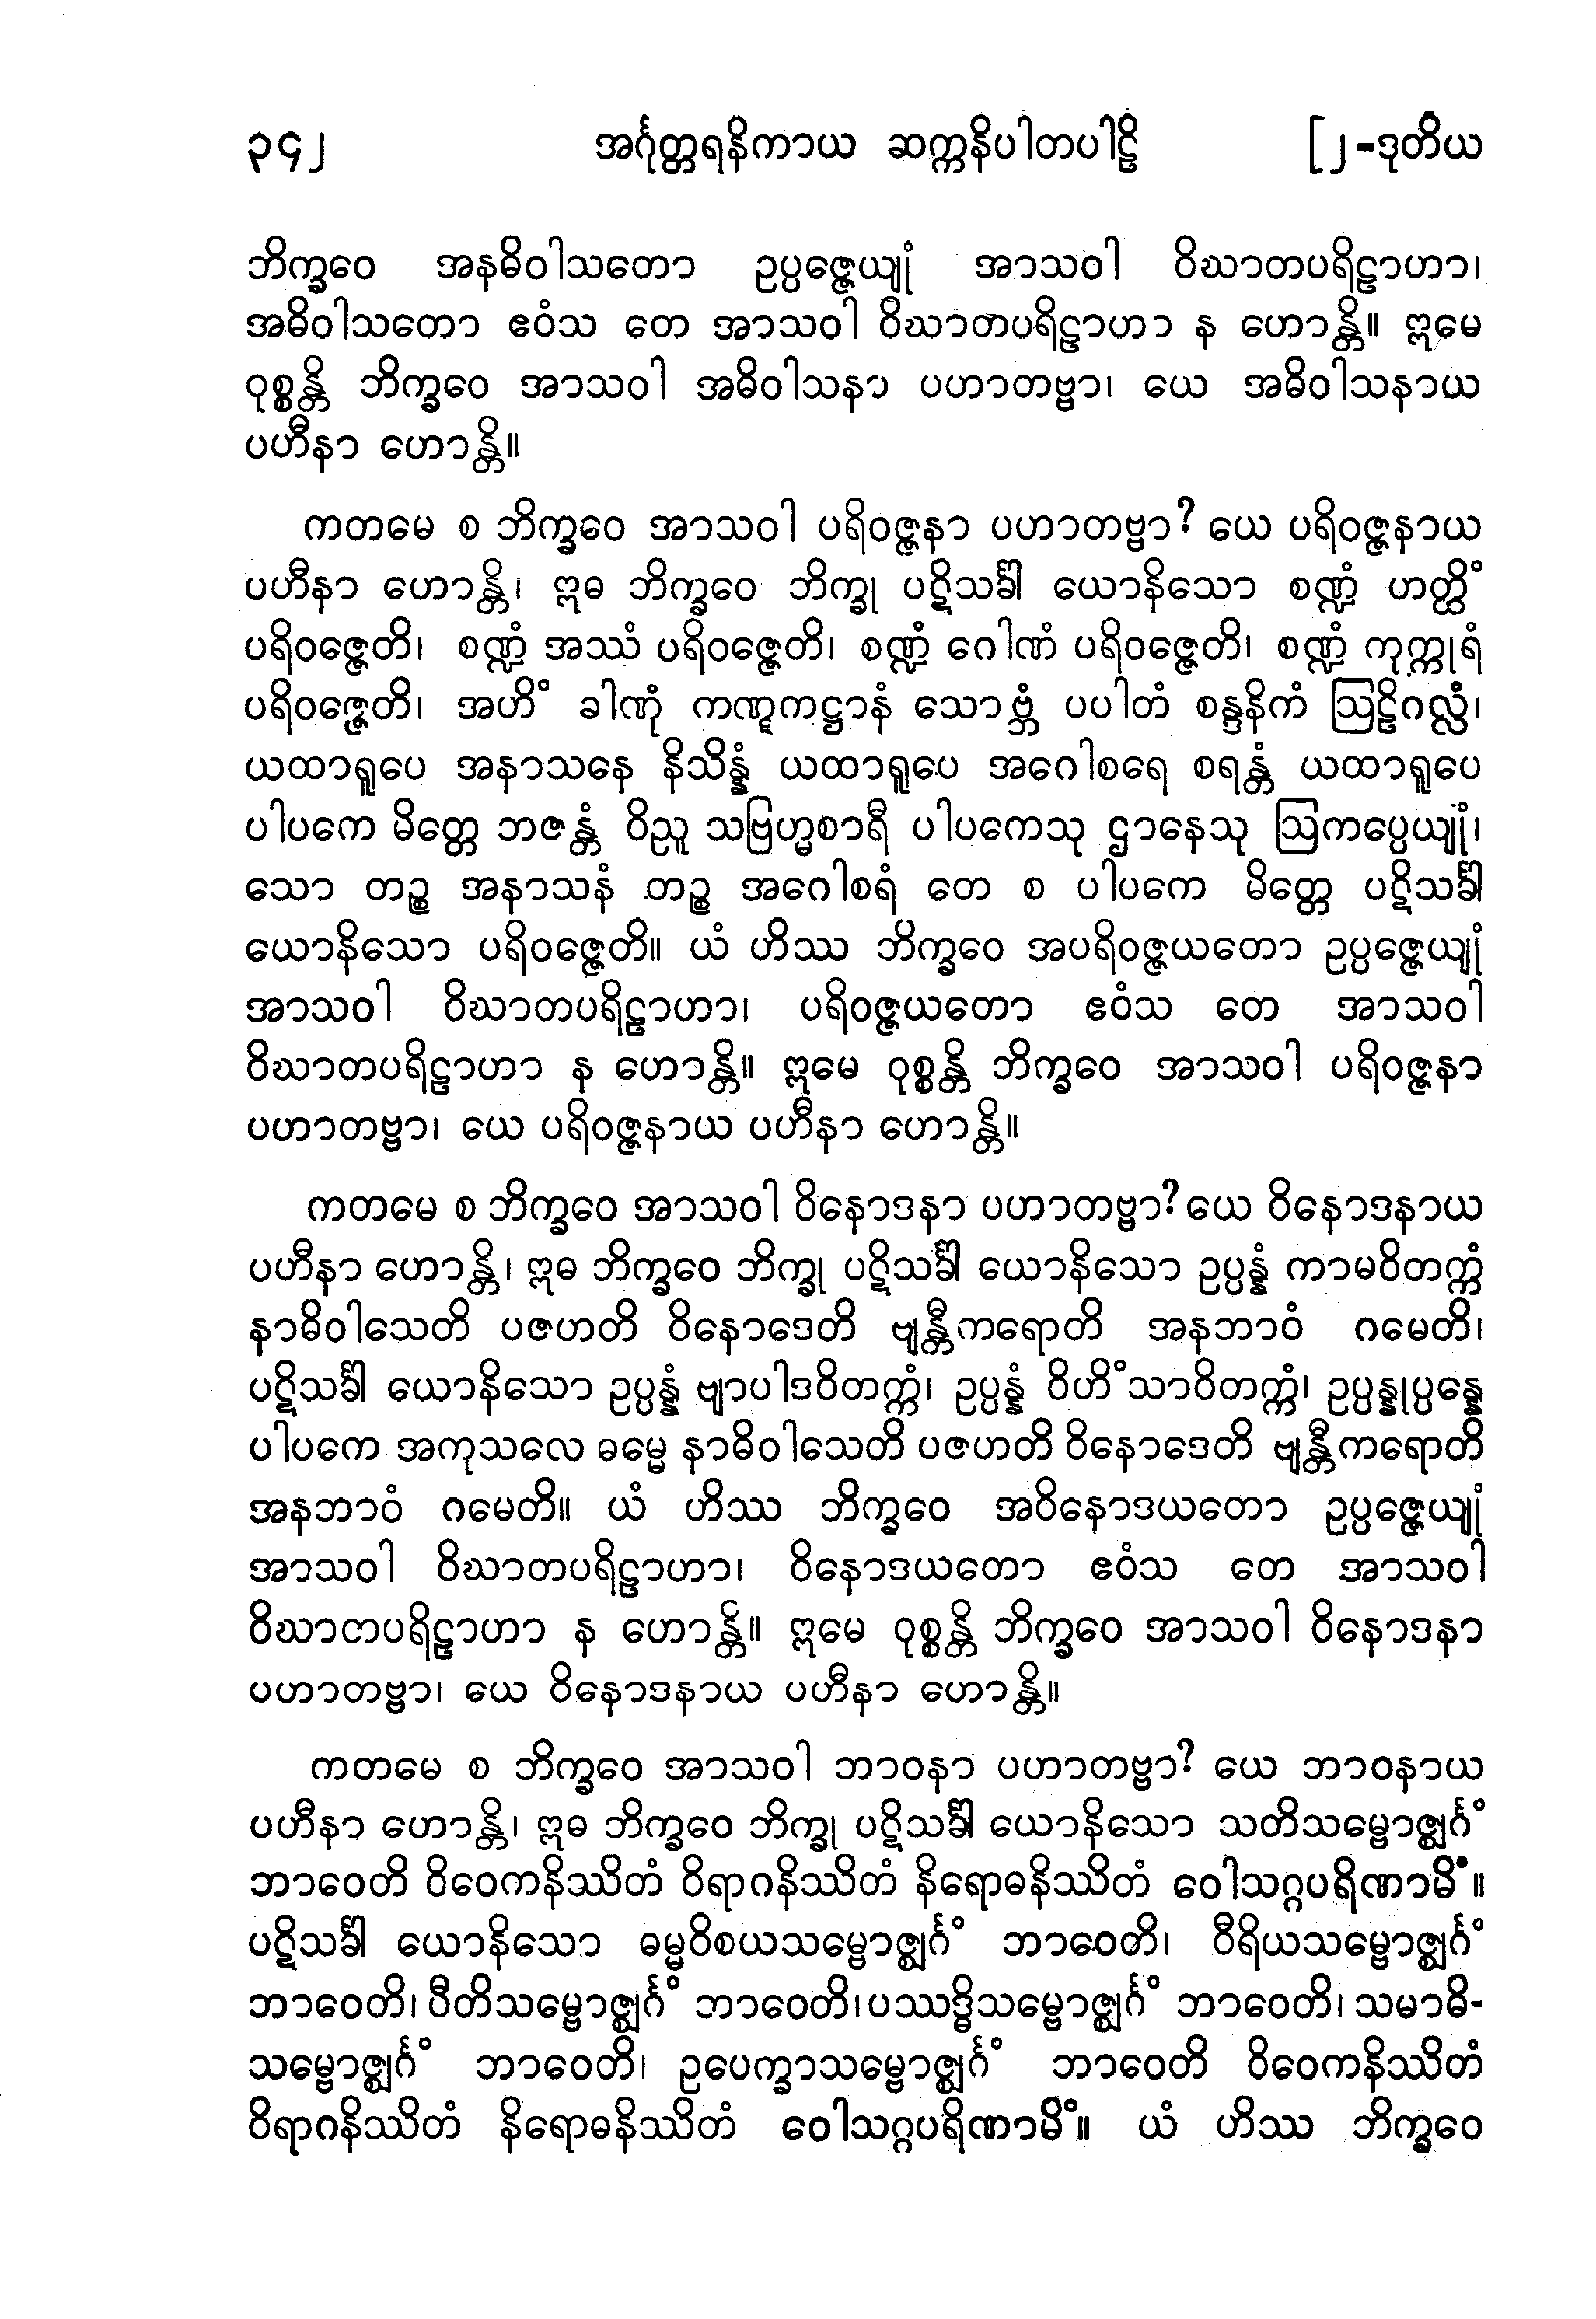 ၃၄၂ အင်္ဂုတ္တရနိကာယ ဆက္ကနိပါတပါဠိ [၂-ဒုတိယ
ဘိက္ခဝေ အနဓိဝါသတော ဥပ္ပဇ္ဇေယျုံ အာသဝါ ဝိဃာတပရိဠာဟာ၊
အဓိဝါသတော ဧဝံသ တေ အာသဝါ ဝိဃာတပရိဠာဟာ န ဟောန္တိ။ ဣမေ
ဝုစ္စန္တိ ဘိက္ခဝေ အာသဝါ အဓိဝါသနာ ပဟာတဗ္ဗာ၊ ယေ အဓိဝါသနာယ
ပဟီနာ ဟောန္တိ။
ကတမေ စ ဘိက္ခဝေ အာသဝါ ပရိဝဇ္ဇနာ ပဟာတဗ္ဗာ? ယေ ပရိဝဇ္ဇနာယ
ပဟီနာ ဟောန္တိ၊ ဣဓ ဘိက္ခဝေ ဘိက္ခု ပဋိသင်္ခါ ယောနိသော စဏ္ဍံ ဟတ္ထိံ
ပရိဝဇ္ဇေတိ၊ စဏ္ဍံ အဿံ ပရိဝဇ္ဇေတိ၊ စဏ္ဍံ ဂေါဏံ ပရိဝဇ္ဇေတိ၊ စဏ္ဍံ ကုက္ကုရံ
ပရိဝဇ္ဇေတိ၊ အဟိံ ခါဏုံ ကဏ္ဋကဋ္ဌာနံ သောဗ္ဘံ ပပါတံ စန္ဒနိကံ ဩဠိဂလ္လံ၊
ယထာရူပေ အနာသနေ နိသိန္နံ ယထာရူပေ အဂေါစရေ စရန္တံ ယထာရူပေ
ပါပကေ မိတ္တေ ဘဇန္တံ ဝိညူ သဗြဟ္မစာရီ ပါပကေသု ဌာနေသု ဩကပ္ပေယျုံ၊
သော တဉ္စ အနာသနံ တဉ္စ အဂေါစရံ တေ စ ပါပကေ မိတ္တေ ပဋိသင်္ခါ
ယောနိသော ပရိဝဇ္ဇေတိ။ ယံ ဟိဿ ဘိက္ခဝေ အပရိဝဇ္ဇယတော ဥပ္ပဇ္ဇေယျုံ
အာသဝါ ဝိဃာတပရိဠာဟာ၊ ပရိဝဇ္ဇယတော ဧဝံသ တေ အာသဝါ
ဝိဃာတပရိဠာဟာ န ဟောန္တိ။ ဣမေ ဝုစ္စန္တိ ဘိက္ခဝေ အာသဝါ ပရိဝဇ္ဇနာ
ပဟာတဗ္ဗာ၊ ယေ ပရိဝဇ္ဇနာယ ပဟီနာ ဟောန္တိ။
ကတမေ စ ဘိက္ခဝေ အာသဝါ ဝိနောဒနာ ပဟာတဗ္ဗာ? ယေ ဝိနောဒနာယ
ပဟီနာ ဟောန္တိ၊ ဣဓ ဘိက္ခဝေ ဘိက္ခု ပဋိသင်္ခါ ယောနိသော ဥပ္ပန္နံ ကာမဝိတက္ကံ
နာဓိဝါသေတိ ပဇဟတိ ဝိနောဒေတိ ဗျန္တီကရောတိ အနဘာဝံ ဂမေတိ၊
ပဋိသင်္ခါ ယောနိသော ဥပ္ပန္နံ ဗျာပါဒဝိတက္ကံ၊ ဥပ္ပန္နံ ဝိဟိံသာဝိတက္ကံ၊ ဥပ္ပန္နုပ္ပန္နေ
ပါပကေ အကုသလေ ဓမ္မေ နာဓိဝါသေတိ ပဇဟတိ ဝိနောဒေတိ ဗျန္တီကရောတိ
အနဘာဝံ ဂမေတိ။ ယံ ဟိဿ ဘိက္ခဝေ အဝိနောဒယတော ဥပ္ပဇ္ဇေယျုံ
အာသဝါ ဝိဃာတပရိဠာဟာ၊ ဝိနောဒယတော ဧဝံသ တေ အာသဝါ
ဝိဃာတပရိဠာဟာ န ဟောန္တိ။ ဣမေ ဝုစ္စန္တိ ဘိက္ခဝေ အာသဝါ ဝိနောဒနာ
ပဟာတဗ္ဗာ၊ ယေ ဝိနောဒနာယ ပဟီနာ ဟောန္တိ။
ကတမေ စ ဘိက္ခဝေ အာသဝါ ဘာဝနာ ပဟာတဗ္ဗာ? ယေ ဘာဝနာယ
ပဟီနာ ဟောန္တိ၊ ဣဓ ဘိက္ခဝေ ဘိက္ခု ပဋိသင်္ခါ ယောနိသော သတိသမ္ဗောဇ္ဈင်္ဂံ
ဘာဝေတိ ဝိဝေကနိဿိတံ ဝိရာဂနိဿိတံ နိရောဓနိဿိတံ ဝေါသဂ္ဂပရိဏာမိံ။
ပဋိသင်္ခါ ယောနိသော ဓမ္မဝိစယသမ္ဗောဇ္ဈင်္ဂံ ဘာဝေတိ၊ ဝီရိယသမ္ဗောဇ္ဈင်္ဂံ
ဘာဝေတိ၊ ပီတိသမ္ဗောဇ္ဈင်္ဂံ ဘာဝေတိ၊ ပဿဒ္ဓိသမ္ဗောဇ္ဈင်္ဂံ ဘာဝေတိ၊ သမာဓိ-
သမ္ဗောဇ္ဈင်္ဂံ ဘာဝေတိ၊ ဥပေက္ခာသမ္ဗောဇ္ဈင်္ဂံ ဘာဝေတိ ဝိဝေကနိဿိတံ
ဝိရာဂနိဿိတံ နိရောဓနိဿိတံ ဝေါသဂ္ဂပရိဏာမိံ။ ယံ ဟိဿ ဘိက္ခဝေ